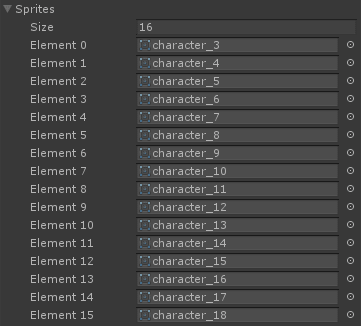 Sprites
Size 16
Element 0 character_3
Element 1 character_4
Element 2 character_5
Element 3 character_6
Element 4 character_7
Element 5 character_8
Element 6 character_9
Element 7 character_10
Element 8 character_11
Element 9 character_12
Element 10 character_13
Element 11 character_14
Element 12 character_15
Element 13 character_16
Element 14 character_17
Element 15 character_18